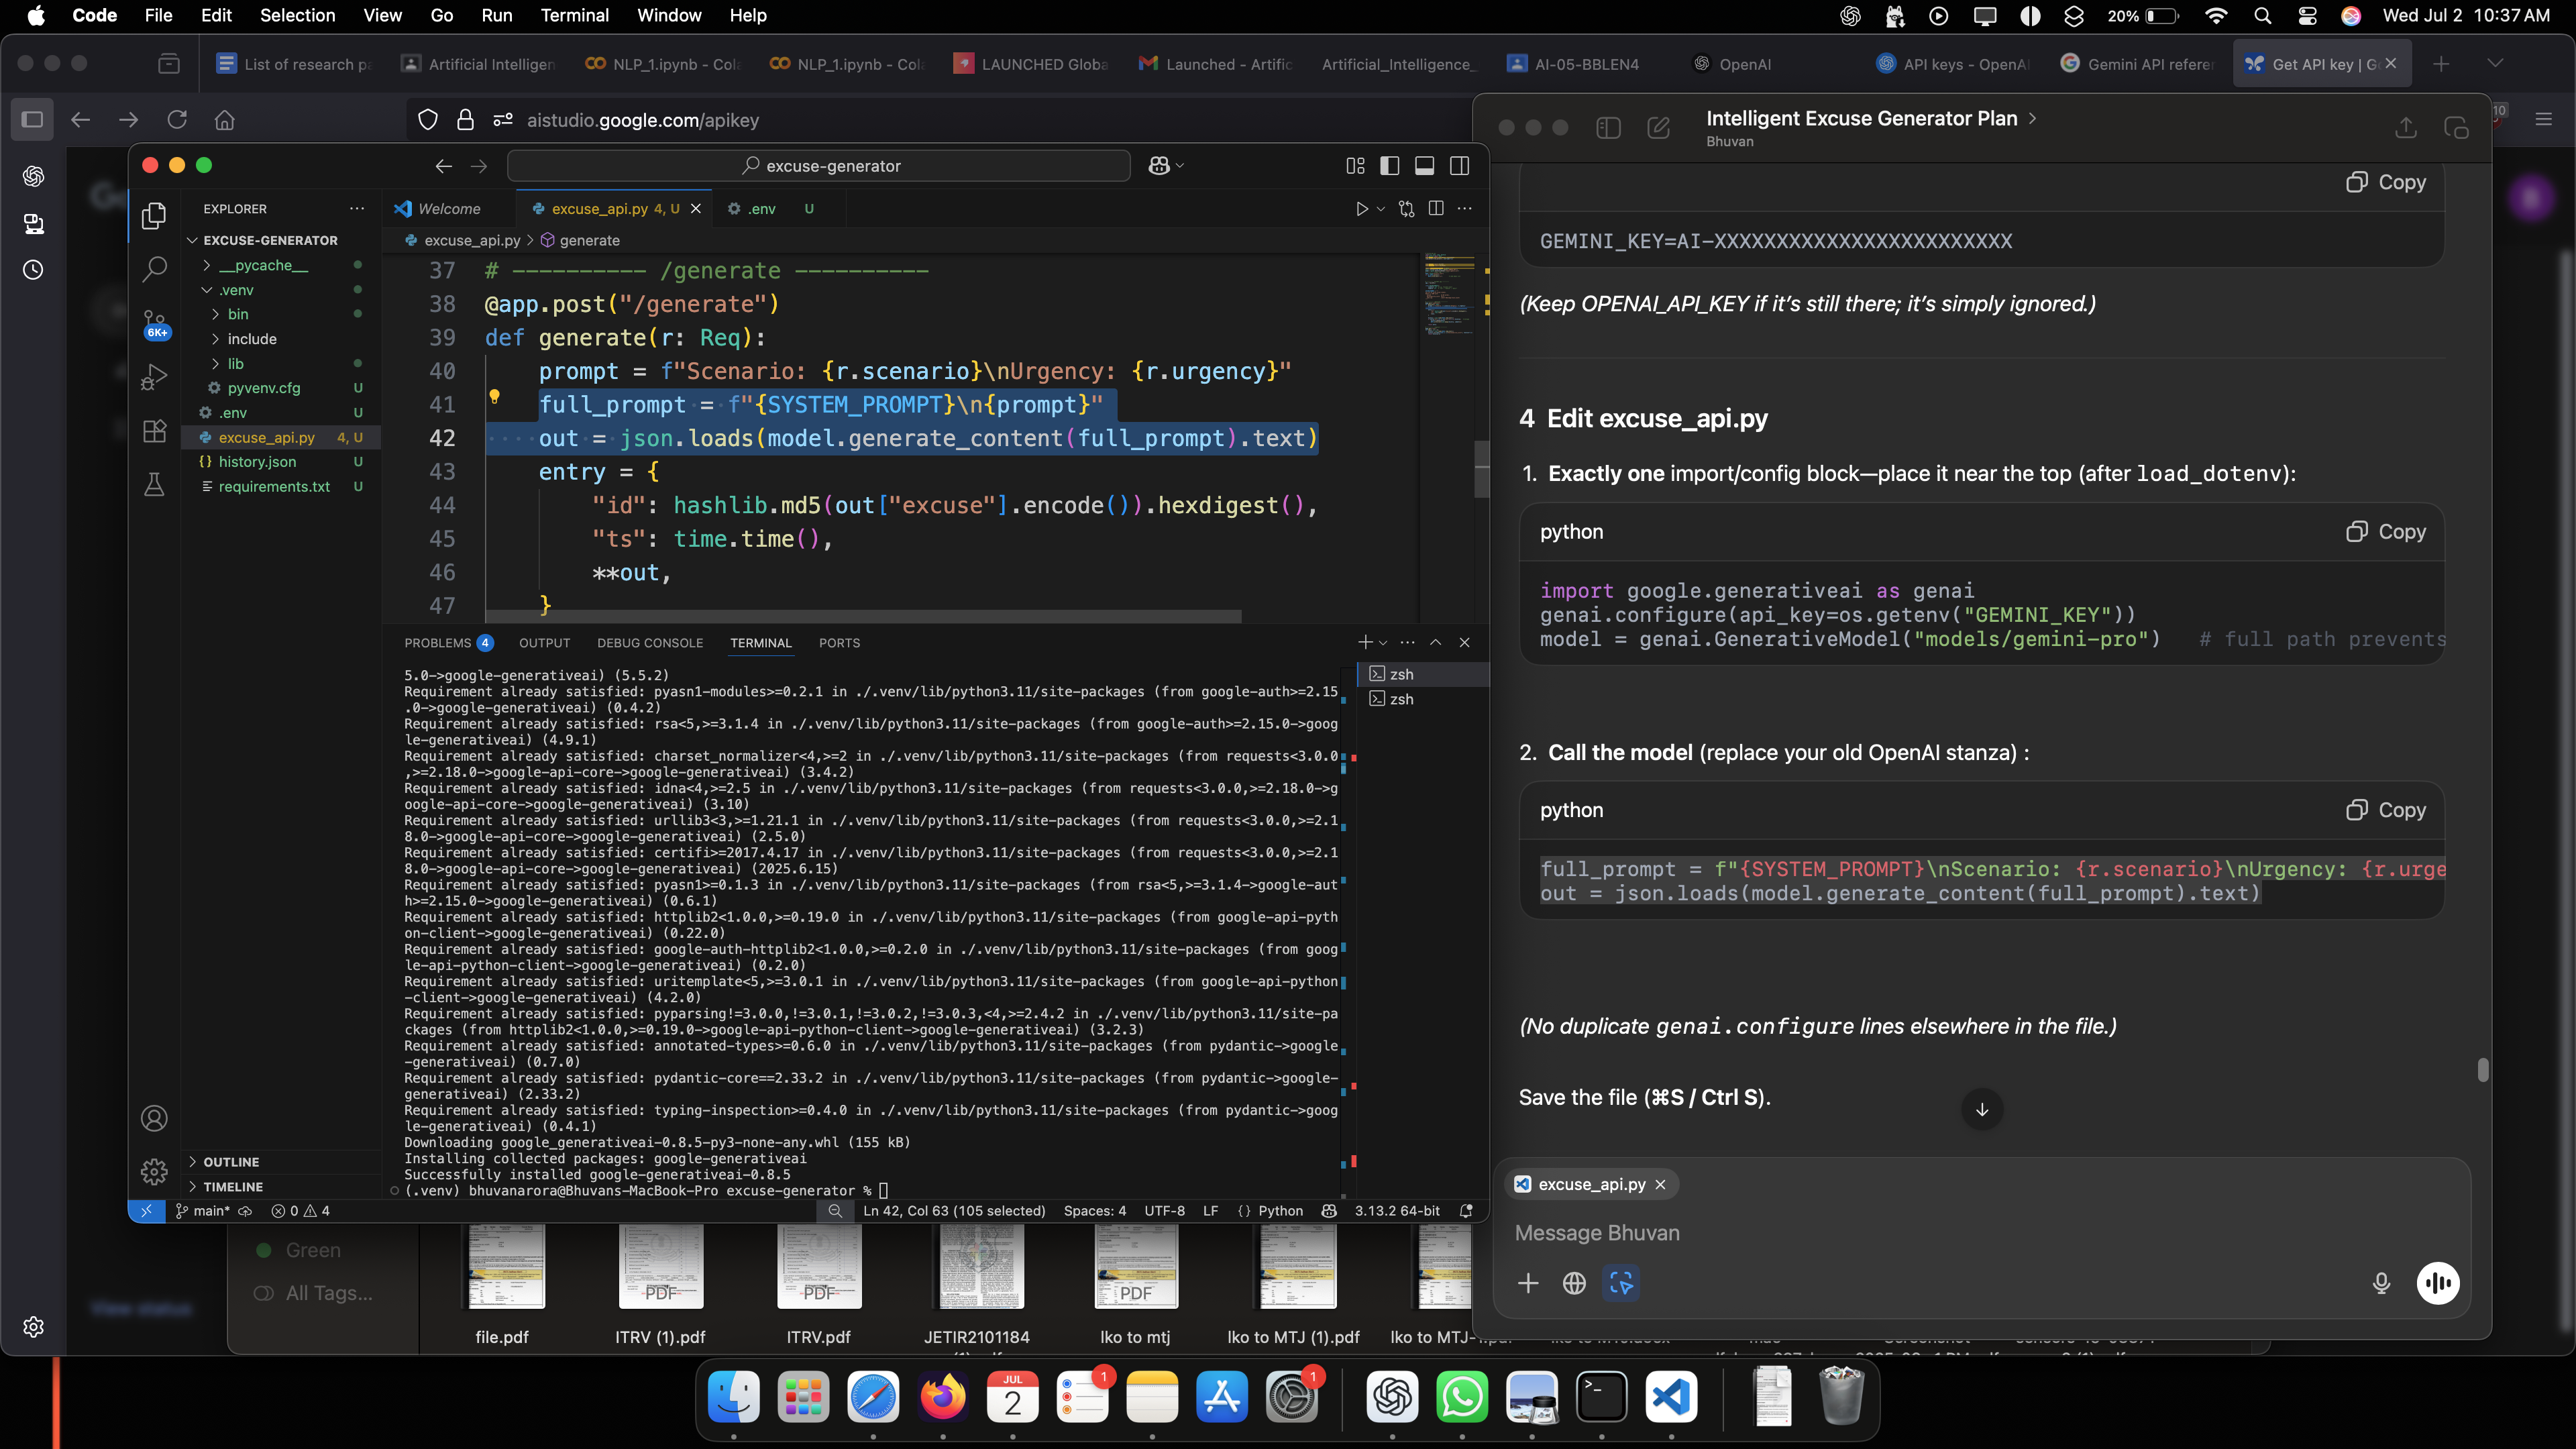 Code File Edit Selection View Go Run Terminal Window Help
20% Wed Jul 2 10:37 AM
List of research pa
Artificial Intelligen
NLP_1.ipynb - Cola
NLP_1.ipynb - Cola
LAUNCHED Globa
Launched - Artific
Artificial_Intelligence_
AI-05-BBLEN4
OpenAI
API keys - OpenAI
Gemini API referen
Get API key | G
aistudio.google.com/apikey
excuse-generator
EXPLORER
EXCUSE-GENERATOR
__pycache__
.venv
bin
include
lib
pyvenv.cfg U
.env U
excuse_api.py 4, U
history.json U
requirements.txt U
6K+
OUTLINE
TIMELINE
Welcome
excuse_api.py 4, U
.env U
excuse_api.py > generate
37 # ---------- /generate ----------
38 @app.post("/generate")
39 def generate(r: Req):
40 prompt = f"Scenario: {r.scenario}\nUrgency: {r.urgency}"
41 full_prompt = f"{SYSTEM_PROMPT}\n{prompt}"
42 out = json.loads(model.generate_content(full_prompt).text)
43 entry = {
44 "id": hashlib.md5(out["excuse"].encode()).hexdigest(),
45 "ts": time.time(),
46 **out,
47 }
PROBLEMS 4 OUTPUT DEBUG CONSOLE TERMINAL PORTS
zsh
zsh
5.0->google-generativeai) (5.5.2)
Requirement already satisfied: pyasn1-modules>=0.2.1 in ./.venv/lib/python3.11/site-packages (from google-auth>=2.15
.0->google-generativeai) (0.4.2)
Requirement already satisfied: rsa<5,>=3.1.4 in ./.venv/lib/python3.11/site-packages (from google-auth>=2.15.0->goog
le-generativeai) (4.9.1)
Requirement already satisfied: charset_normalizer<4,>=2 in ./.venv/lib/python3.11/site-packages (from requests<3.0.0
,>=2.18.0->google-api-core->google-generativeai) (3.4.2)
Requirement already satisfied: idna<4,>=2.5 in ./.venv/lib/python3.11/site-packages (from requests<3.0.0,>=2.18.0->g
oogle-api-core->google-generativeai) (3.10)
Requirement already satisfied: urllib3<3,>=1.21.1 in ./.venv/lib/python3.11/site-packages (from requests<3.0.0,>=2.1
8.0->google-api-core->google-generativeai) (2.5.0)
Requirement already satisfied: certifi>=2017.4.17 in ./.venv/lib/python3.11/site-packages (from requests<3.0.0,>=2.1
8.0->google-api-core->google-generativeai) (2025.6.15)
Requirement already satisfied: pyasn1>=0.1.3 in ./.venv/lib/python3.11/site-packages (from rsa<5,>=3.1.4->google-aut
h>=2.15.0->google-generativeai) (0.6.1)
Requirement already satisfied: httplib2<1.0.0,>=0.19.0 in ./.venv/lib/python3.11/site-packages (from google-api-pyth
on-client->google-generativeai) (0.22.0)
Requirement already satisfied: google-auth-httplib2<1.0.0,>=0.2.0 in ./.venv/lib/python3.11/site-packages (from goog
le-api-python-client->google-generativeai) (0.2.0)
Requirement already satisfied: uritemplate<5,>=3.0.1 in ./.venv/lib/python3.11/site-packages (from google-api-python
-client->google-generativeai) (4.2.0)
Requirement already satisfied: pyparsing!=3.0.0,!=3.0.1,!=3.0.2,!=3.0.3,<4,>=2.4.2 in ./.venv/lib/python3.11/site-pa
ckages (from httplib2<1.0.0,>=0.19.0->google-api-python-client->google-generativeai) (3.2.3)
Requirement already satisfied: annotated-types>=0.6.0 in ./.venv/lib/python3.11/site-packages (from pydantic->google
-generativeai) (0.7.0)
Requirement already satisfied: pydantic-core==2.33.2 in ./.venv/lib/python3.11/site-packages (from pydantic->google-
generativeai) (2.33.2)
Requirement already satisfied: typing-inspection>=0.4.0 in ./.venv/lib/python3.11/site-packages (from pydantic->goog
le-generativeai) (0.4.1)
Downloading google_generativeai-0.8.5-py3-none-any.whl (155 kB)
Installing collected packages: google-generativeai
Successfully installed google-generativeai-0.8.5
(.venv) bhuvanarora@Bhuvans-MacBook-Pro excuse-generator %
main* 0 4 Ln 42, Col 63 (105 selected) Spaces: 4 UTF-8 LF {} Python 3.13.2 64-bit
Intelligent Excuse Generator Plan >
Bhuvan
Copy
GEMINI_KEY=AI-XXXXXXXXXXXXXXXXXXXXXXXX
(Keep OPENAI_API_KEY if it’s still there; it’s simply ignored.)
4 Edit excuse_api.py
1. Exactly one import/config block—place it near the top (after load_dotenv):
python Copy
import google.generativeai as genai
genai.configure(api_key=os.getenv("GEMINI_KEY"))
model = genai.GenerativeModel("models/gemini-pro") # full path prevents
2. Call the model (replace your old OpenAI stanza) :
python Copy
full_prompt = f"{SYSTEM_PROMPT}\nScenario: {r.scenario}\nUrgency: {r.urge
out = json.loads(model.generate_content(full_prompt).text)
(No duplicate genai.configure lines elsewhere in the file.)
Save the file (⌘S / Ctrl S).
excuse_api.py
Message Bhuvan
View status
Green
All Tags...
PDF PDF PDF
file.pdf ITRV (1).pdf ITRV.pdf JETIR2101184 lko to mtj lko to MTJ (1).pdf
JUL
2
1
1